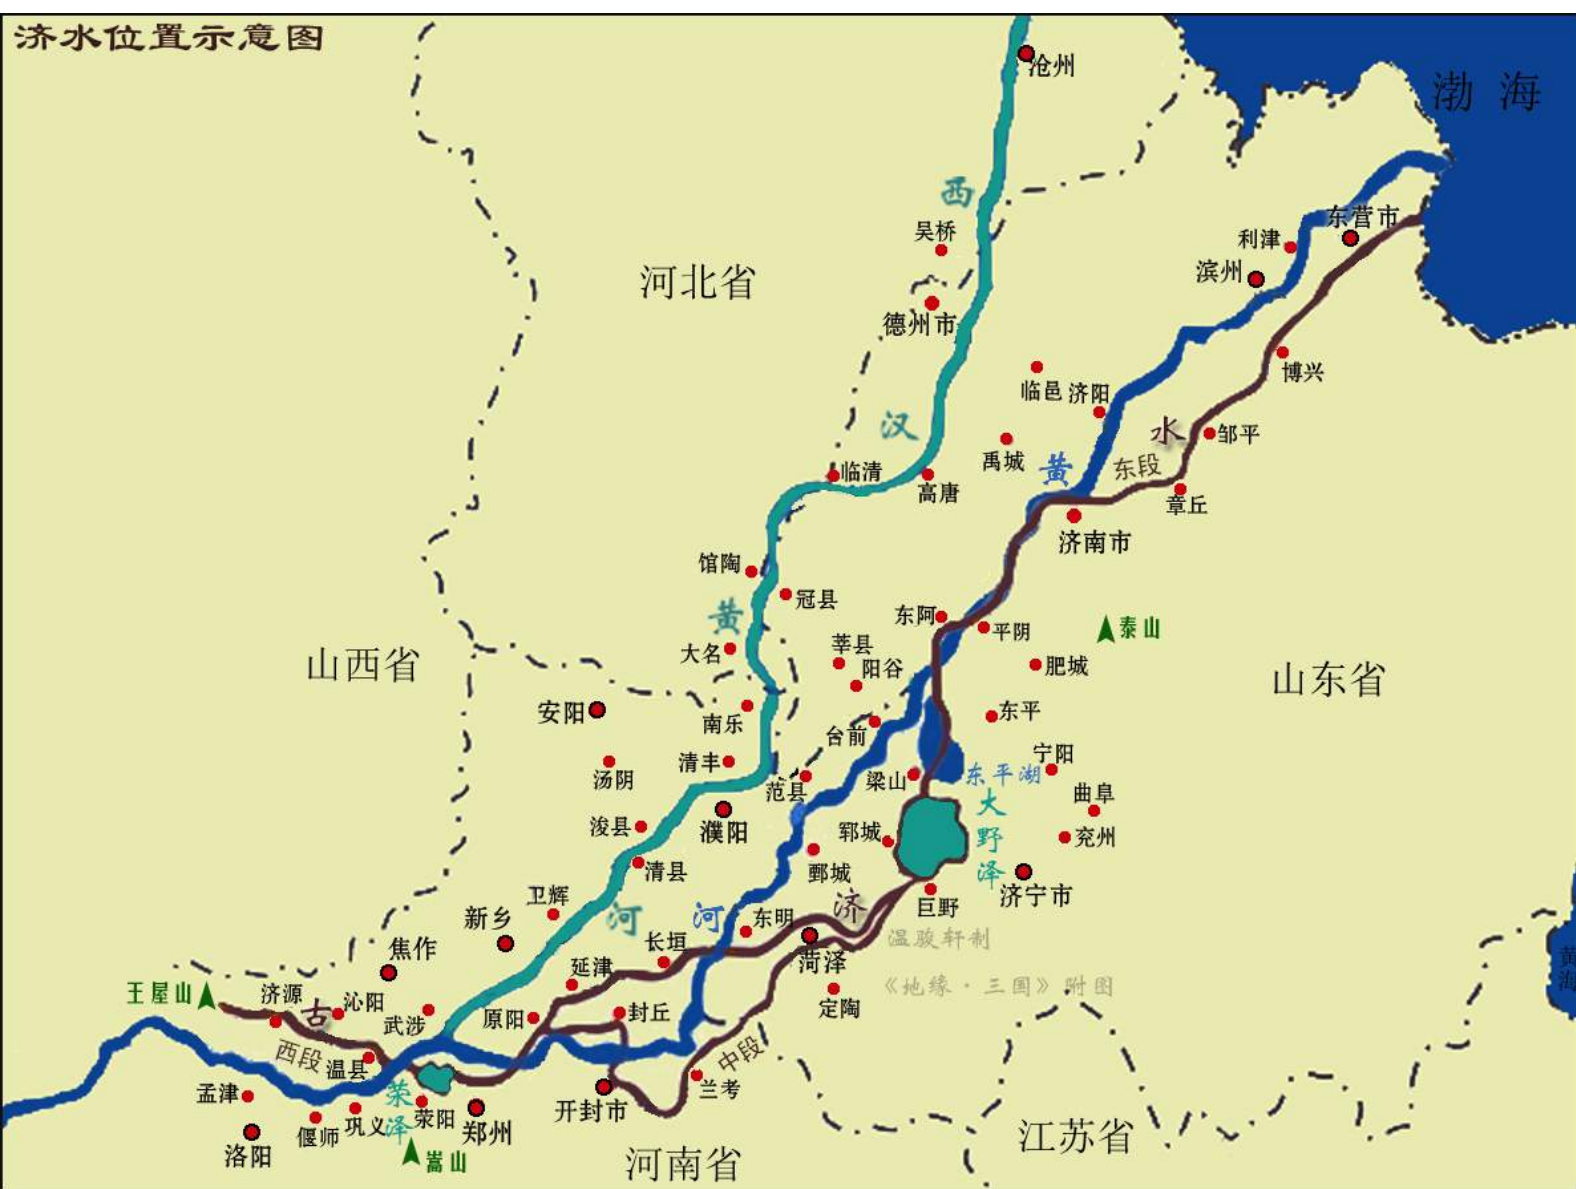 济水位置示意图
沧州
渤 海
西
吴桥
东营市
利津
滨州
河北省
德州市
临邑
济阳
博兴
汉
水
邹平
黄
东段
禹城
临清
高唐
章丘
济南市
馆陶
冠县
黄
东阿
平阴
泰山
大名
莘县
阳谷
肥城
山西省
山东省
安阳
南乐
东平
台前
清丰
汤阴
范县
梁山
东平湖
宁阳
大野泽
曲阜
浚县
濮阳
郓城
兖州
清县
鄄城
济宁市
卫辉
河
河
东明
济
巨野
新乡
温骏轩制
焦作
长垣
菏泽
延津
《地缘·三国》附图
定陶
黄海
王屋山
济源
沁阳
古
武涉
原阳
封丘
西段
温县
中段
兰考
孟津
荣泽
荥阳
开封市
偃师
巩义
郑州
洛阳
嵩山
河南省
江苏省